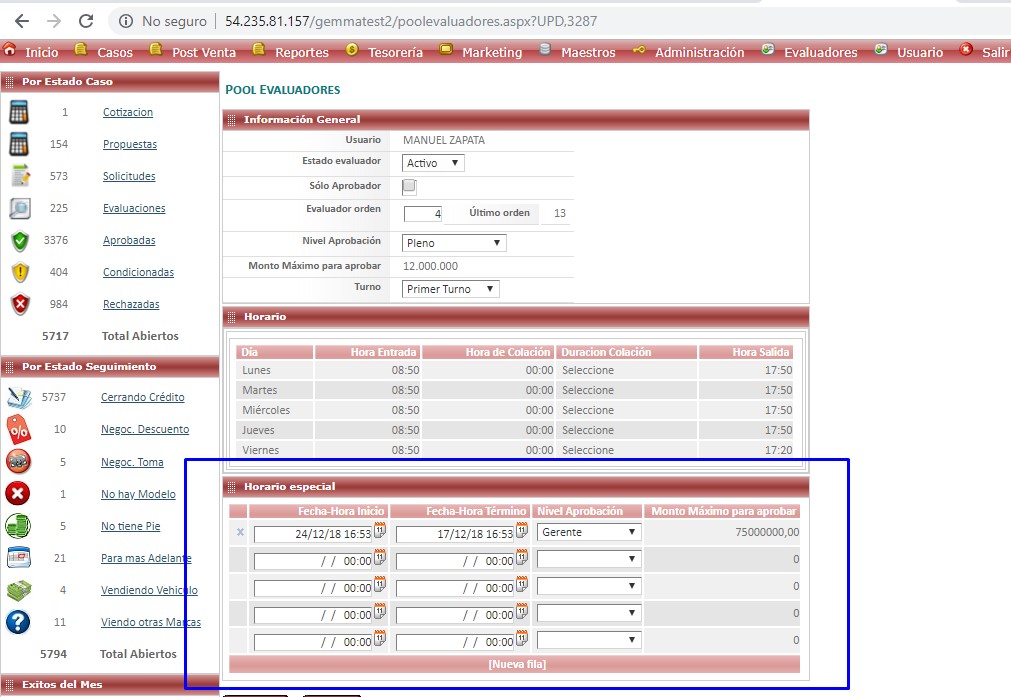 No seguro | 54.235.81.157/gemmatest2/poolevaluadores.aspx?UPD,3287
Inicio Casos Post Venta Reportes Tesorería Marketing Maestros Administración Evaluadores Usuario Salir
Por Estado Caso
1 Cotizacion
154 Propuestas
573 Solicitudes
225 Evaluaciones
3376 Aprobadas
404 Condicionadas
984 Rechazadas
5717 Total Abiertos
Por Estado Seguimiento
5737 Cerrando Crédito
10 Negoc. Descuento
5 Negoc. Toma
1 No hay Modelo
5 No tiene Pie
21 Para mas Adelante
4 Vendiendo Vehiculo
11 Viendo otras Marcas
5794 Total Abiertos
Exitos del Mes
POOL EVALUADORES
Información General
Usuario MANUEL ZAPATA
Estado evaluador Activo
Sólo Aprobador
Evaluador orden 4 Último orden 13
Nivel Aprobación Pleno
Monto Máximo para aprobar 12.000.000
Turno Primer Turno
Horario
Día Hora Entrada Hora de Colación Duracion Colación Hora Salida
Lunes 08:50 00:00 Seleccione 17:50
Martes 08:50 00:00 Seleccione 17:50
Miércoles 08:50 00:00 Seleccione 17:50
Jueves 08:50 00:00 Seleccione 17:50
Viernes 08:50 00:00 Seleccione 17:20
Horario especial
Fecha-Hora Inicio Fecha-Hora Término Nivel Aprobación Monto Máximo para aprobar
x 24/12/18 16:53 17/12/18 16:53 Gerente 75000000,00
/ / 00:00 / / 00:00 0
/ / 00:00 / / 00:00 0
/ / 00:00 / / 00:00 0
/ / 00:00 / / 00:00 0
[Nueva fila]